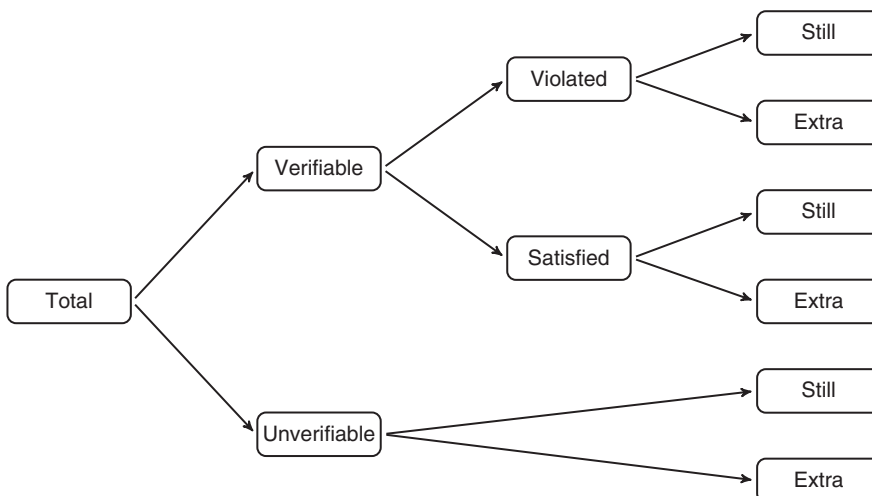 Still
Violated
Extra
Verifiable
Still
Satisfied
Extra
Total
Still
Unverifiable
Extra